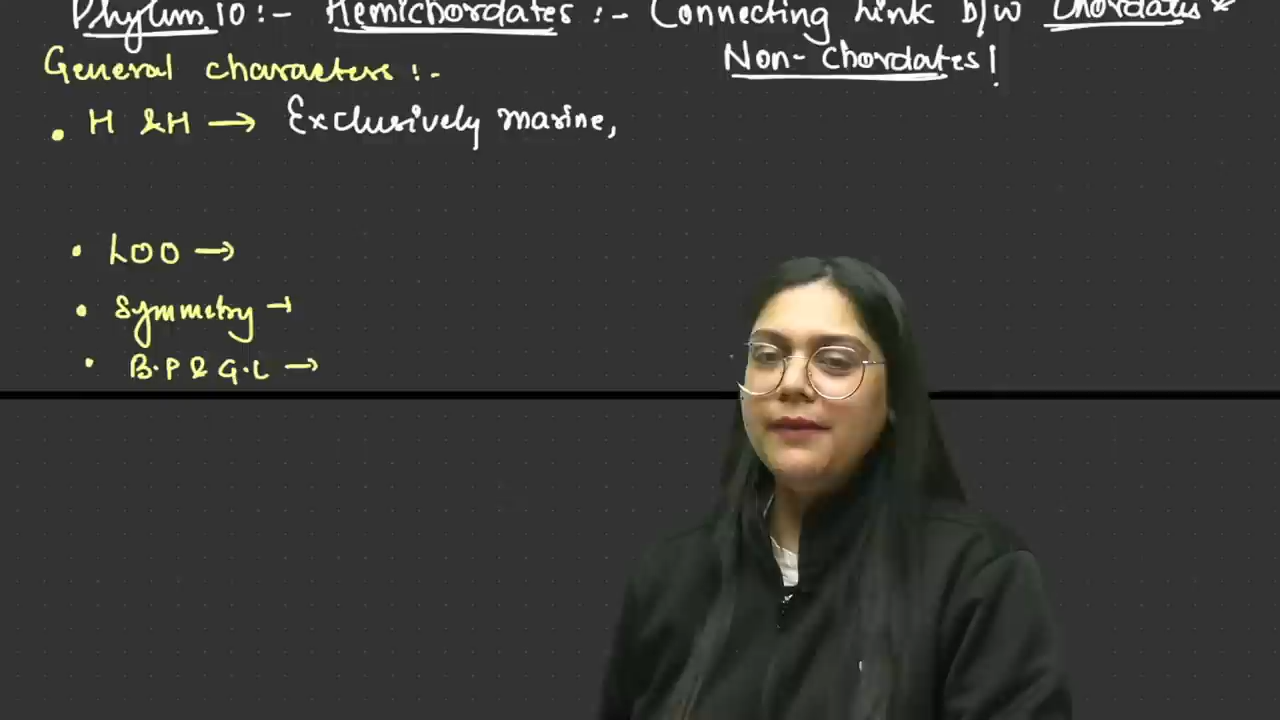 Phylum 10 :- Hemichordates :- Connecting Link b/w Chordates &
Non-Chordates!
General characters :-
• H & H → Exclusively marine,
• LOO →
• Symmetry →
• B.P & G.L →